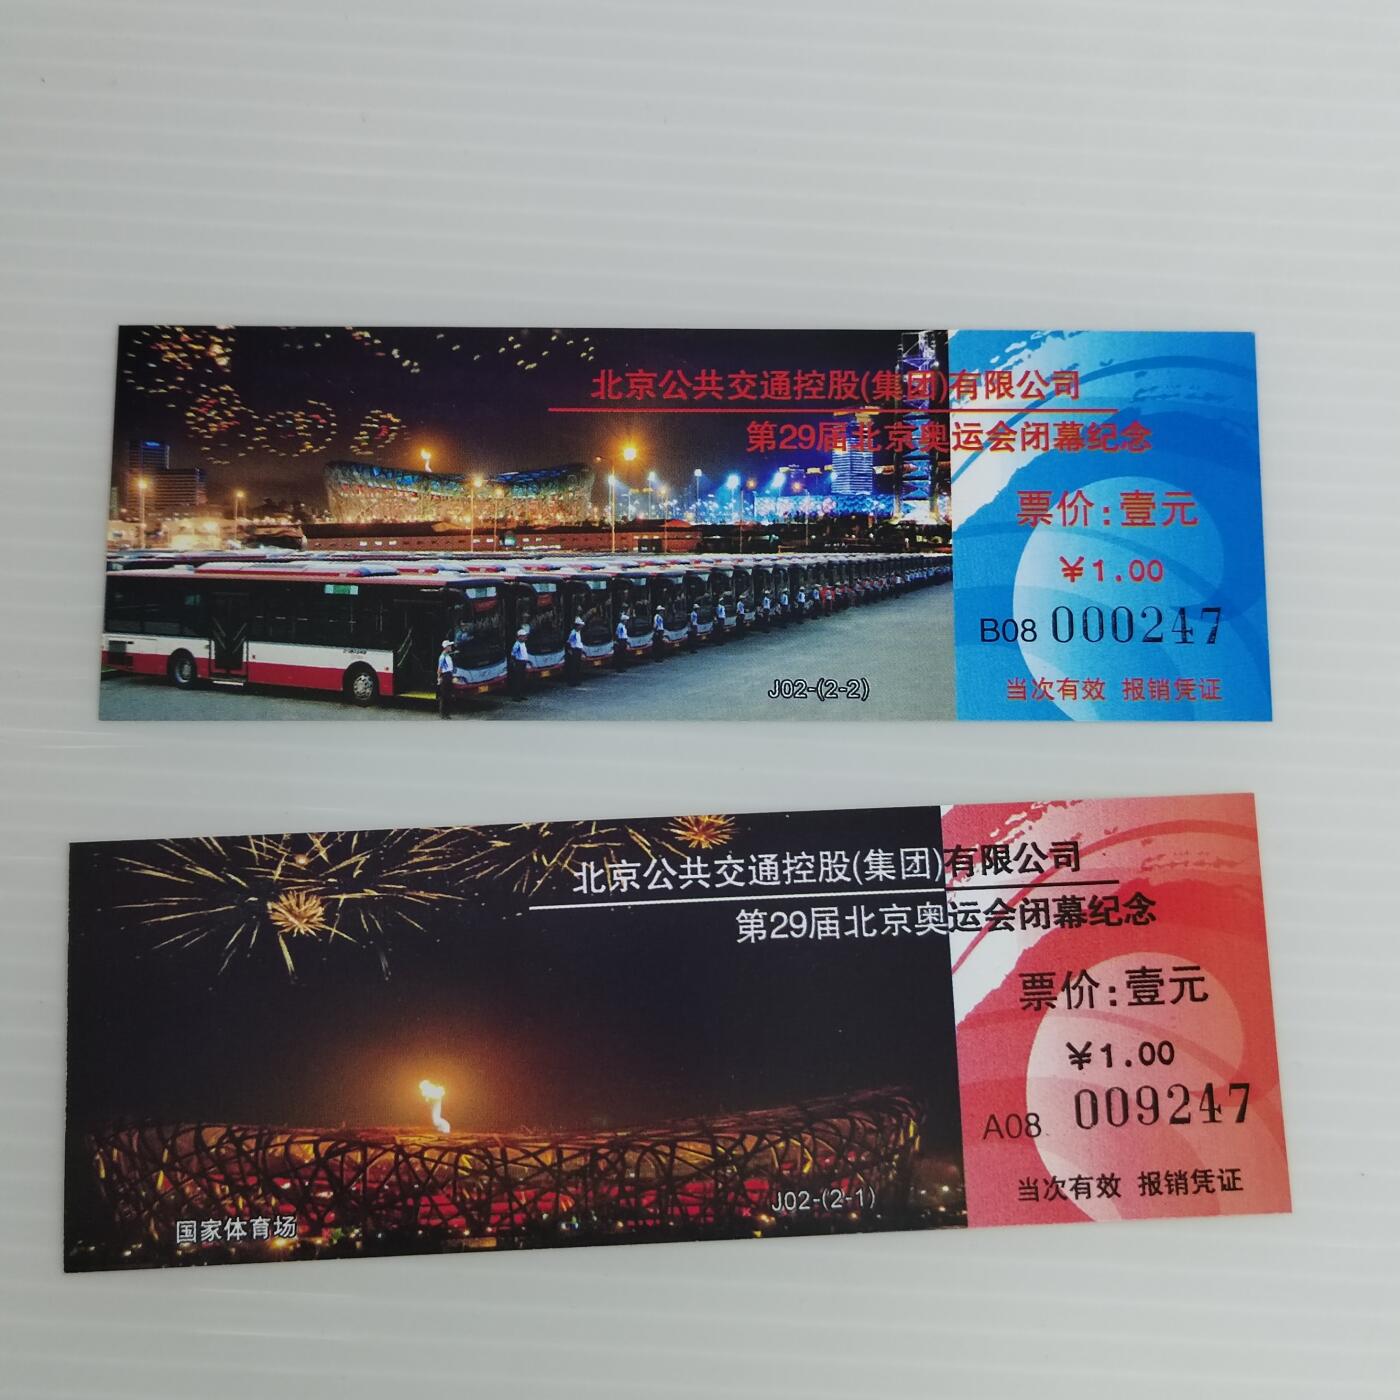 北京公共交通控股(集团)有限公司
第29届北京奥运会闭幕纪念
票价:壹元
¥1.00
B08 000247
当次有效 报销凭证
J02-(2-2)
北京公共交通控股(集团)有限公司
第29届北京奥运会闭幕纪念
票价:壹元
¥1.00
A08 009247
当次有效 报销凭证
J02-(2-1)
国家体育场